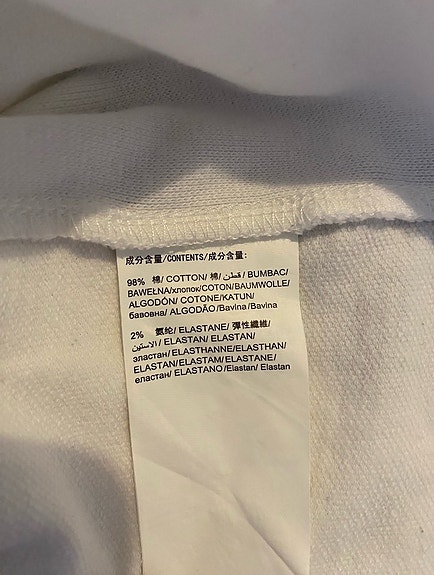 成分含量/CONTENTS/成分含量:
98% 棉/ COTTON/ 棉/ قطن/ BUMBAC/
BAWEŁNA/хлопок/COTON/BAUMWOLLE/
ALGODÓN/ COTONE/KATUN/
бавовна/ ALGODÃO/Bavlna/Bavlna
2% 氨纶/ ELASTANE/ 彈性纖維/
الاستين/ ELASTAN/ ELASTAN/
эластан/ ELASTHANNE/ELASTHAN/
ELASTAN/ELASTAM/ELASTANE/
еластан/ ELASTANO/Elastan/ Elastan